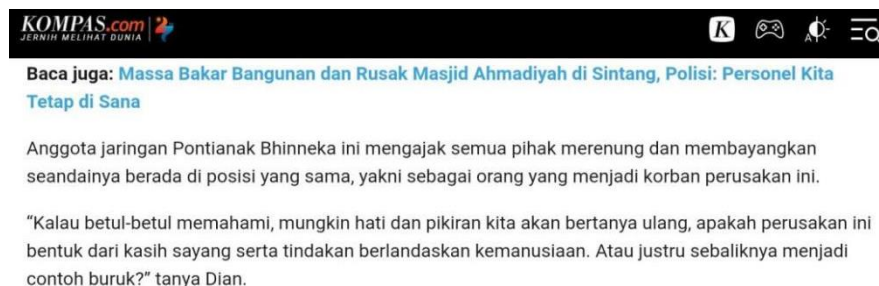 KOMPAS.com
JERNIH MELIHAT DUNIA
K
A
Baca juga: Massa Bakar Bangunan dan Rusak Masjid Ahmadiyah di Sintang, Polisi: Personel Kita
Tetap di Sana
Anggota jaringan Pontianak Bhinneka ini mengajak semua pihak merenung dan membayangkan
seandainya berada di posisi yang sama, yakni sebagai orang yang menjadi korban perusakan ini.
“Kalau betul-betul memahami, mungkin hati dan pikiran kita akan bertanya ulang, apakah perusakan ini
bentuk dari kasih sayang serta tindakan berlandaskan kemanusiaan. Atau justru sebaliknya menjadi
contoh buruk?” tanya Dian.